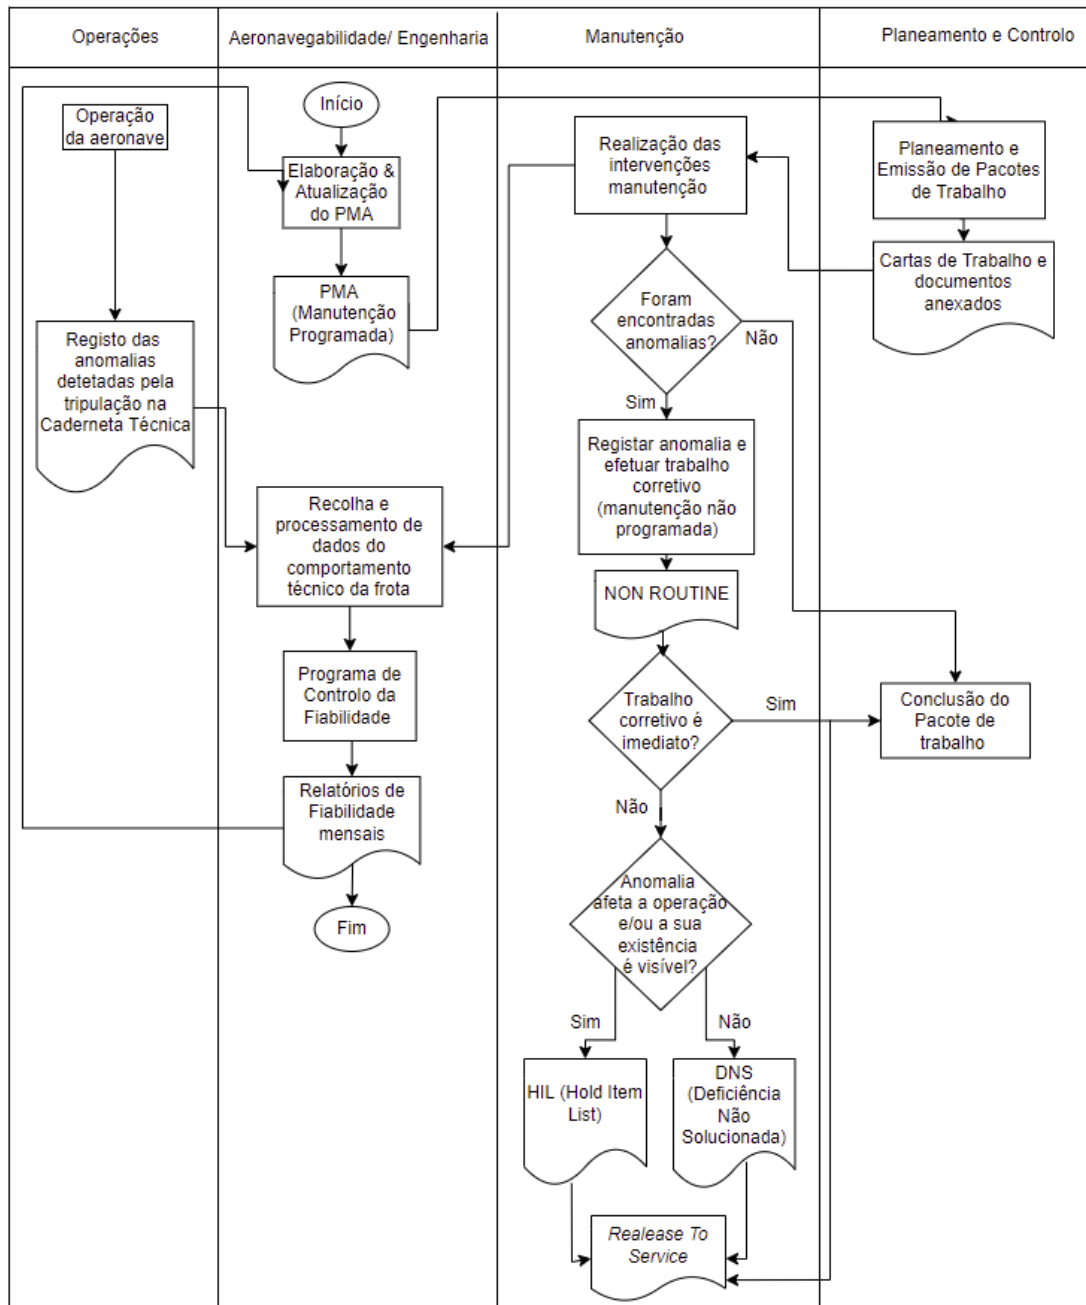 Operações
Aeronavegabilidade/ Engenharia
Manutenção
Planeamento e Controlo
Operação
da aeronave
Registo das
anomalias
detetadas pela
tripulação na
Caderneta Técnica
Início
Elaboração &
Atualização
do PMA
PMA
(Manutenção
Programada)
Recolha e
processamento de
dados do
comportamento
técnico da frota
Programa de
Controlo da
Fiabilidade
Relatórios de
Fiabilidade
mensais
Fim
Realização das
intervenções
manutenção
Foram
encontradas
anomalias?
Não
Sim
Registar anomalia e
efetuar trabalho
corretivo
(manutenção não
programada)
NON ROUTINE
Trabalho
corretivo é
imediato?
Sim
Não
Anomalia
afeta a operação
e/ou a sua
existência
é visível?
Sim
Não
HIL (Hold Item
List)
DNS
(Deficiência
Não
Solucionada)
Realease To
Service
Planeamento e
Emissão de Pacotes
de Trabalho
Cartas de Trabalho e
documentos
anexados
Conclusão do
Pacote de
trabalho